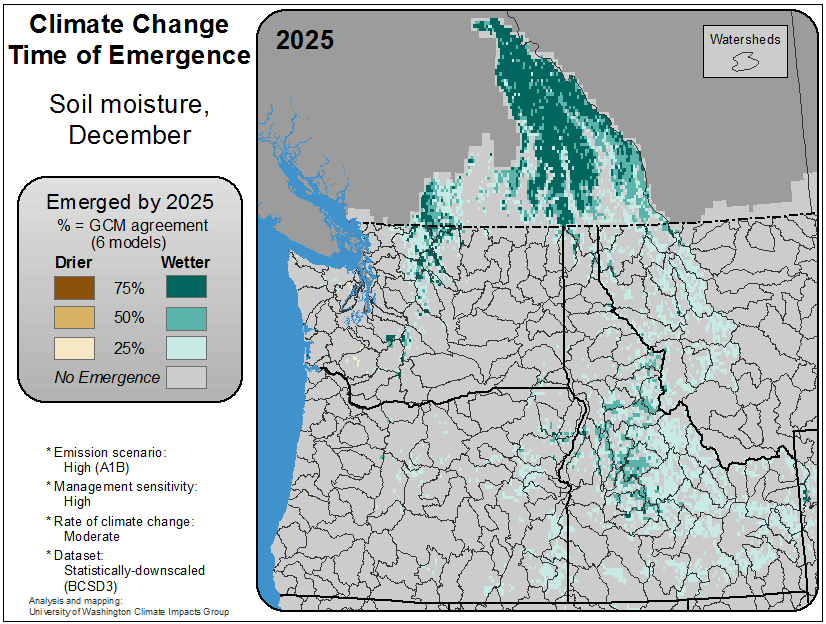 Climate Change
Time of Emergence
Soil moisture,
December
Emerged by 2025
% = GCM agreement
(6 models)
Drier Wetter
75%
50%
25%
No Emergence
* Emission scenario:
High (A1B)
* Management sensitivity:
High
* Rate of climate change:
Moderate
* Dataset:
Statistically-downscaled
(BCSD3)
Analysis and mapping:
University of Washington Climate Impacts Group
2025
Watersheds